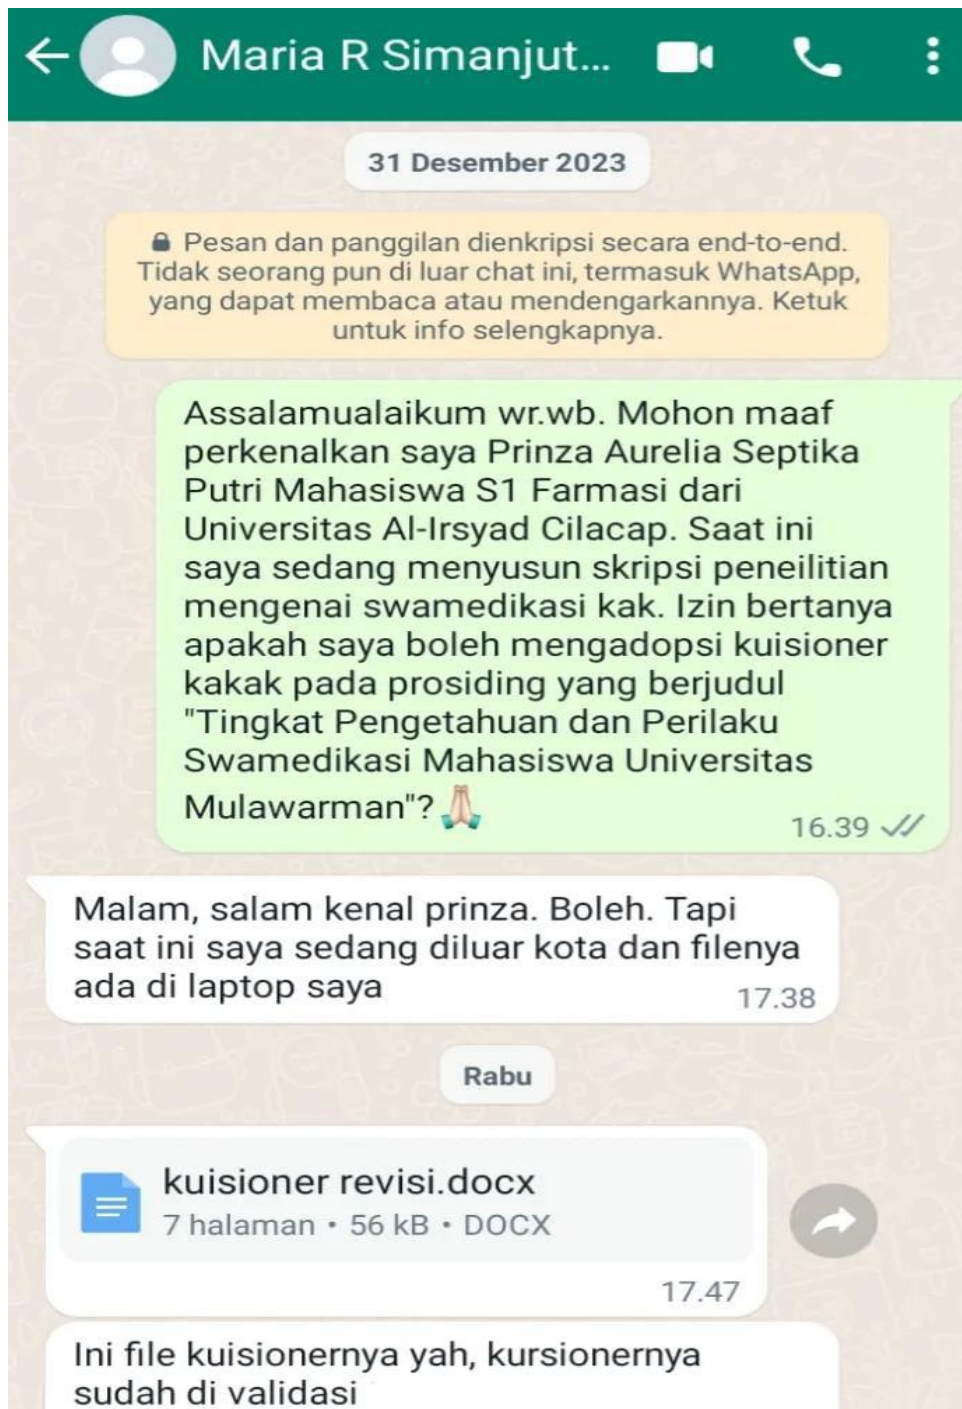 Maria R Simanjut...
31 Desember 2023
Pesan dan panggilan dienkripsi secara end-to-end.
Tidak seorang pun di luar chat ini, termasuk WhatsApp,
yang dapat membaca atau mendengarkannya. Ketuk
untuk info selengkapnya.
Assalamualaikum wr.wb. Mohon maaf
perkenalkan saya Prinza Aurelia Septika
Putri Mahasiswa S1 Farmasi dari
Universitas Al-Irsyad Cilacap. Saat ini
saya sedang menyusun skripsi peneilitian
mengenai swamedikasi kak. Izin bertanya
apakah saya boleh mengadopsi kuisioner
kakak pada prosiding yang berjudul
"Tingkat Pengetahuan dan Perilaku
Swamedikasi Mahasiswa Universitas
Mulawarman"?🙏🏻
16.39
Malam, salam kenal prinza. Boleh. Tapi
saat ini saya sedang diluar kota dan filenya
ada di laptop saya
17.38
Rabu
kuisioner revisi.docx
7 halaman • 56 kB • DOCX
17.47
Ini file kuisionernya yah, kursionernya
sudah di validasi